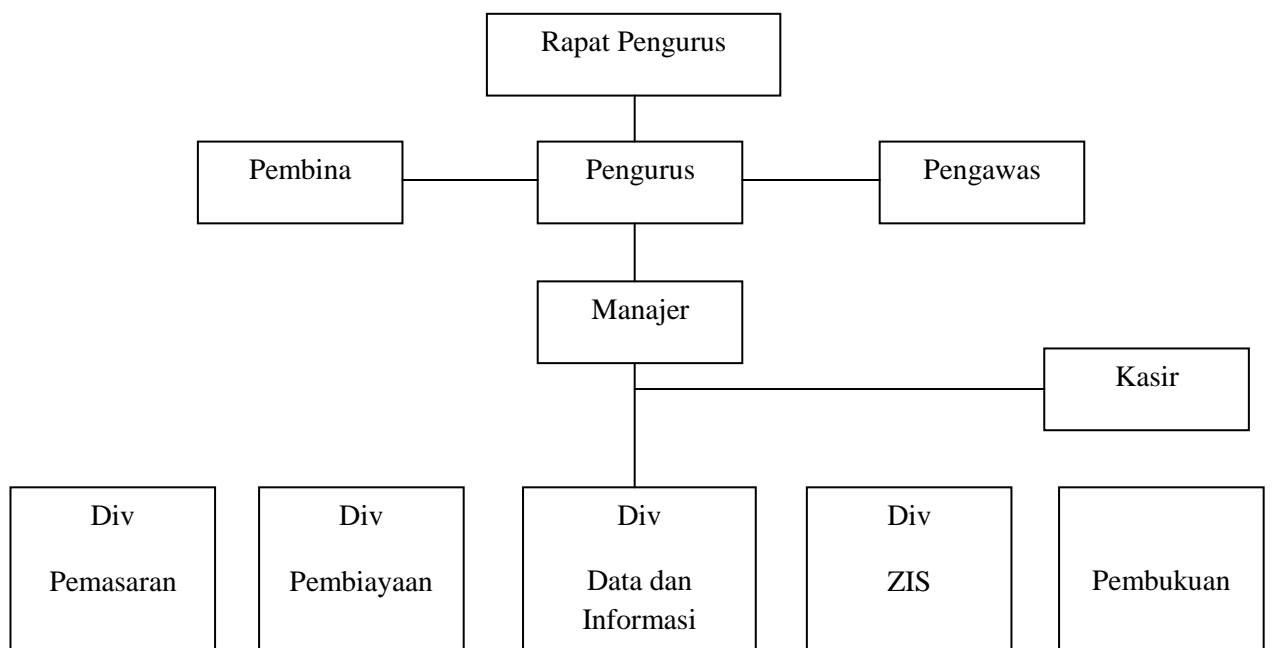 Rapat Pengurus
Pembina
Pengurus
Pengawas
Manajer
Kasir
Div
Pemasaran
Div
Pembiayaan
Div
Data dan
Informasi
Div
ZIS
Pembukuan